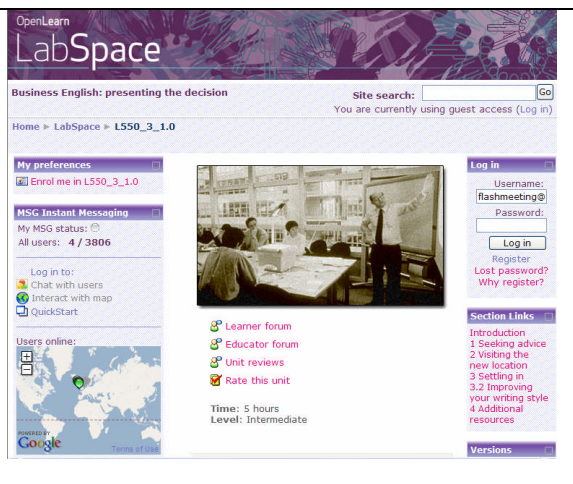 OpenLearn
LabSpace
Business English: presenting the decision
Site search:
Go
You are currently using guest access (Log in)
Home ► LabSpace ► L550_3_1.0
My preferences
Enrol me in L550_3_1.0
MSG Instant Messaging
My MSG status:
All users: 4 / 3806
Log in to:
Chat with users
Interact with map
QuickStart
Users online:
+
−
POWERED BY
Google
Terms of Use
Learner forum
Educator forum
Unit reviews
Rate this unit
Time: 5 hours
Level: Intermediate
Log in
Username:
flashmeeting@
Password:
Log in
Register
Lost password?
Why register?
Section Links
Introduction
1 Seeking advice
2 Visiting the
new location
3 Settling in
3.2 Improving
your writing style
4 Additional
resources
Versions